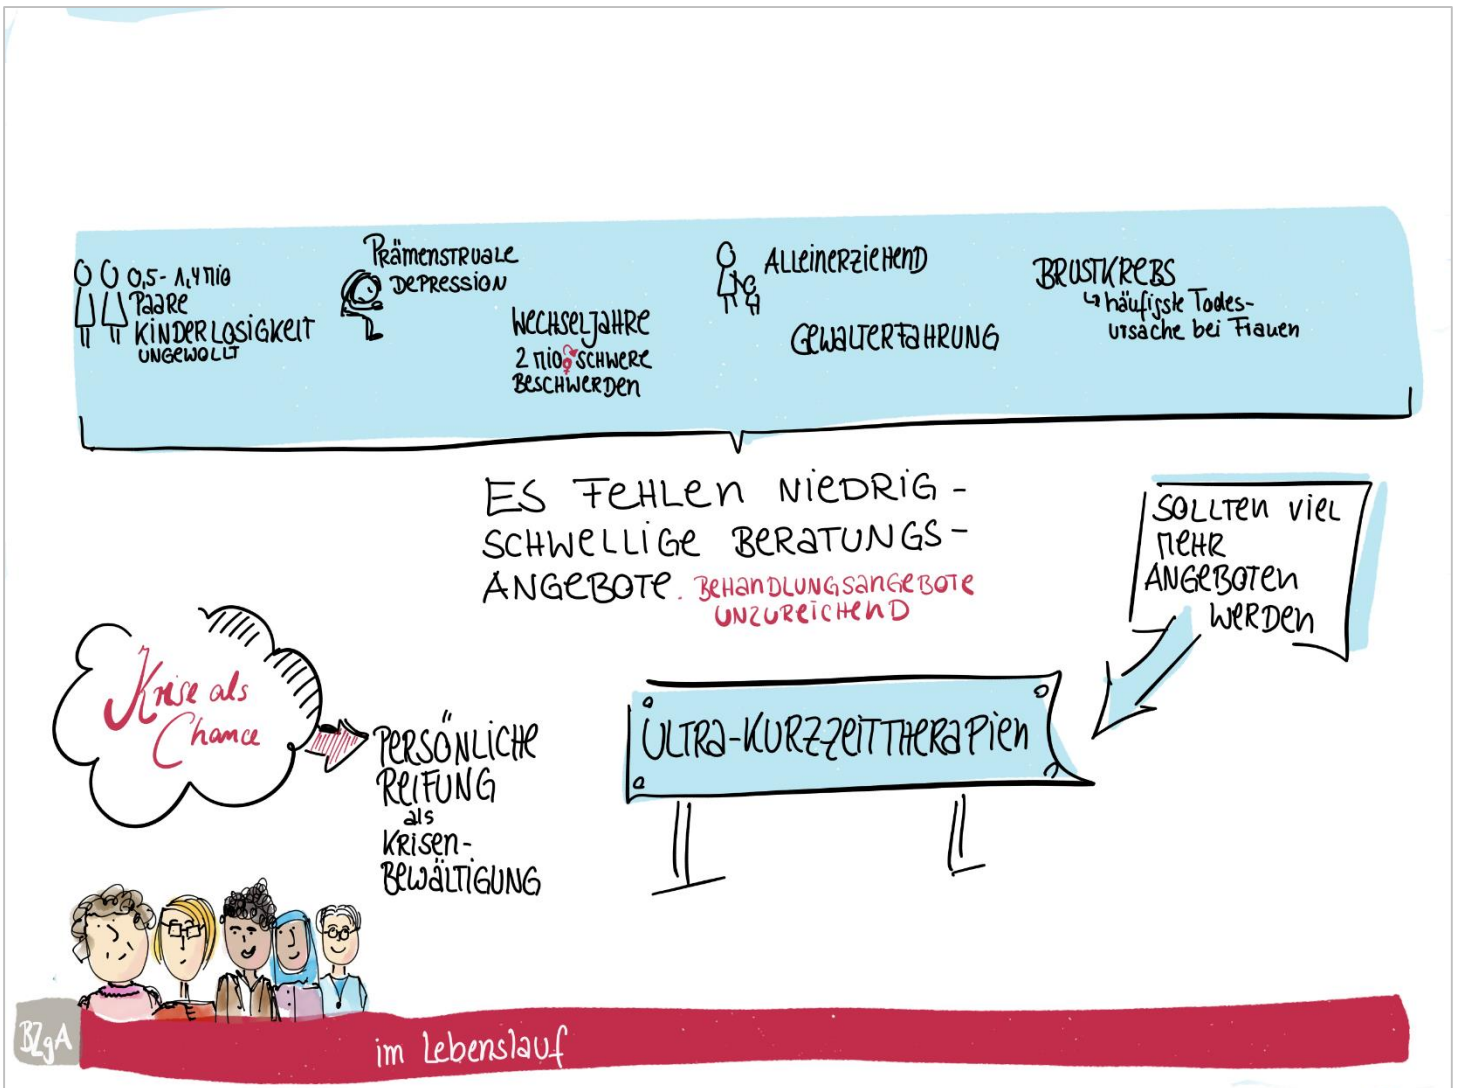 0,5-1,4 Mio
Paare
Kinderlosigkeit
ungewollt
Prämenstruale
Depression
Wechseljahre
2 Mio ♀ schwere
Beschwerden
Alleinerziehend
Gewalterfahrung
Brustkrebs
↳ häufigste Todes-
ursache bei Frauen
Es fehlen niedrig-
schwellige Beratungs-
angebote. Behandlungsangebote
unzureichend
Sollten viel
mehr
angeboten
werden
Krise als
Chance
Persönliche
Reifung
als
Krisen-
bewältigung
Ultra-Kurzzeittherapien
BZgA
im Lebenslauf